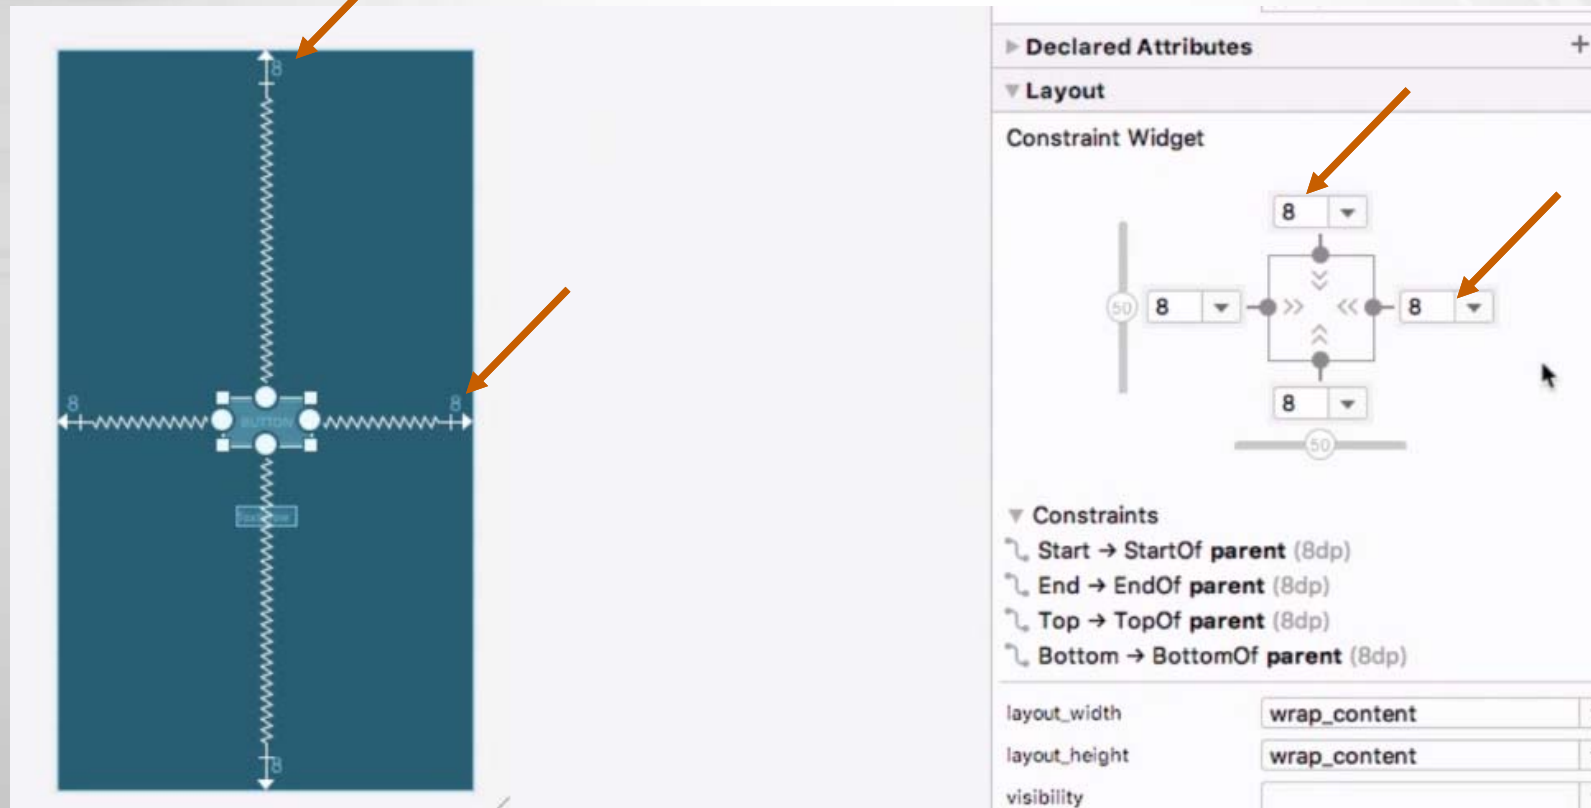 8
8
8
BUTTON
8
Declared Attributes +
Layout
Constraint Widget
8
50
8
8
8
50
Constraints
Start → StartOf parent (8dp)
End → EndOf parent (8dp)
Top → TopOf parent (8dp)
Bottom → BottomOf parent (8dp)
layout_width wrap_content
layout_height wrap_content
visibility